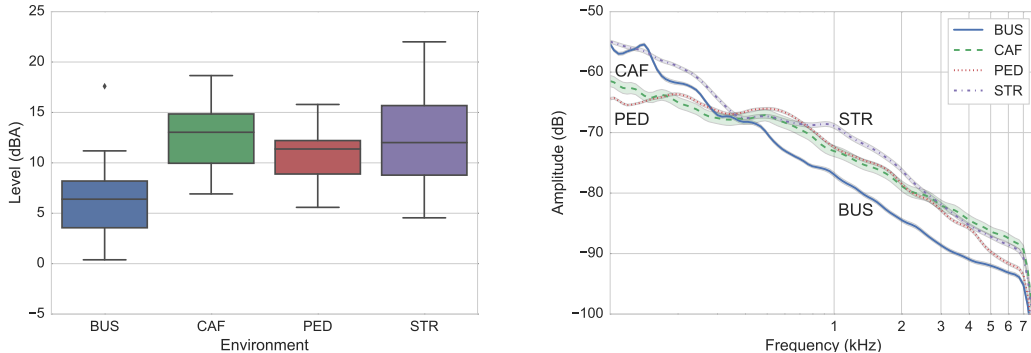 25
20
15
10
5
0
−5
Level (dBA)
BUS
CAF
PED
STR
Environment
−50
−60
−70
−80
−90
−100
Amplitude (dB)
BUS
CAF
PED
STR
CAF
PED
STR
BUS
1
2
3
4
5
6
7
Frequency (kHz)